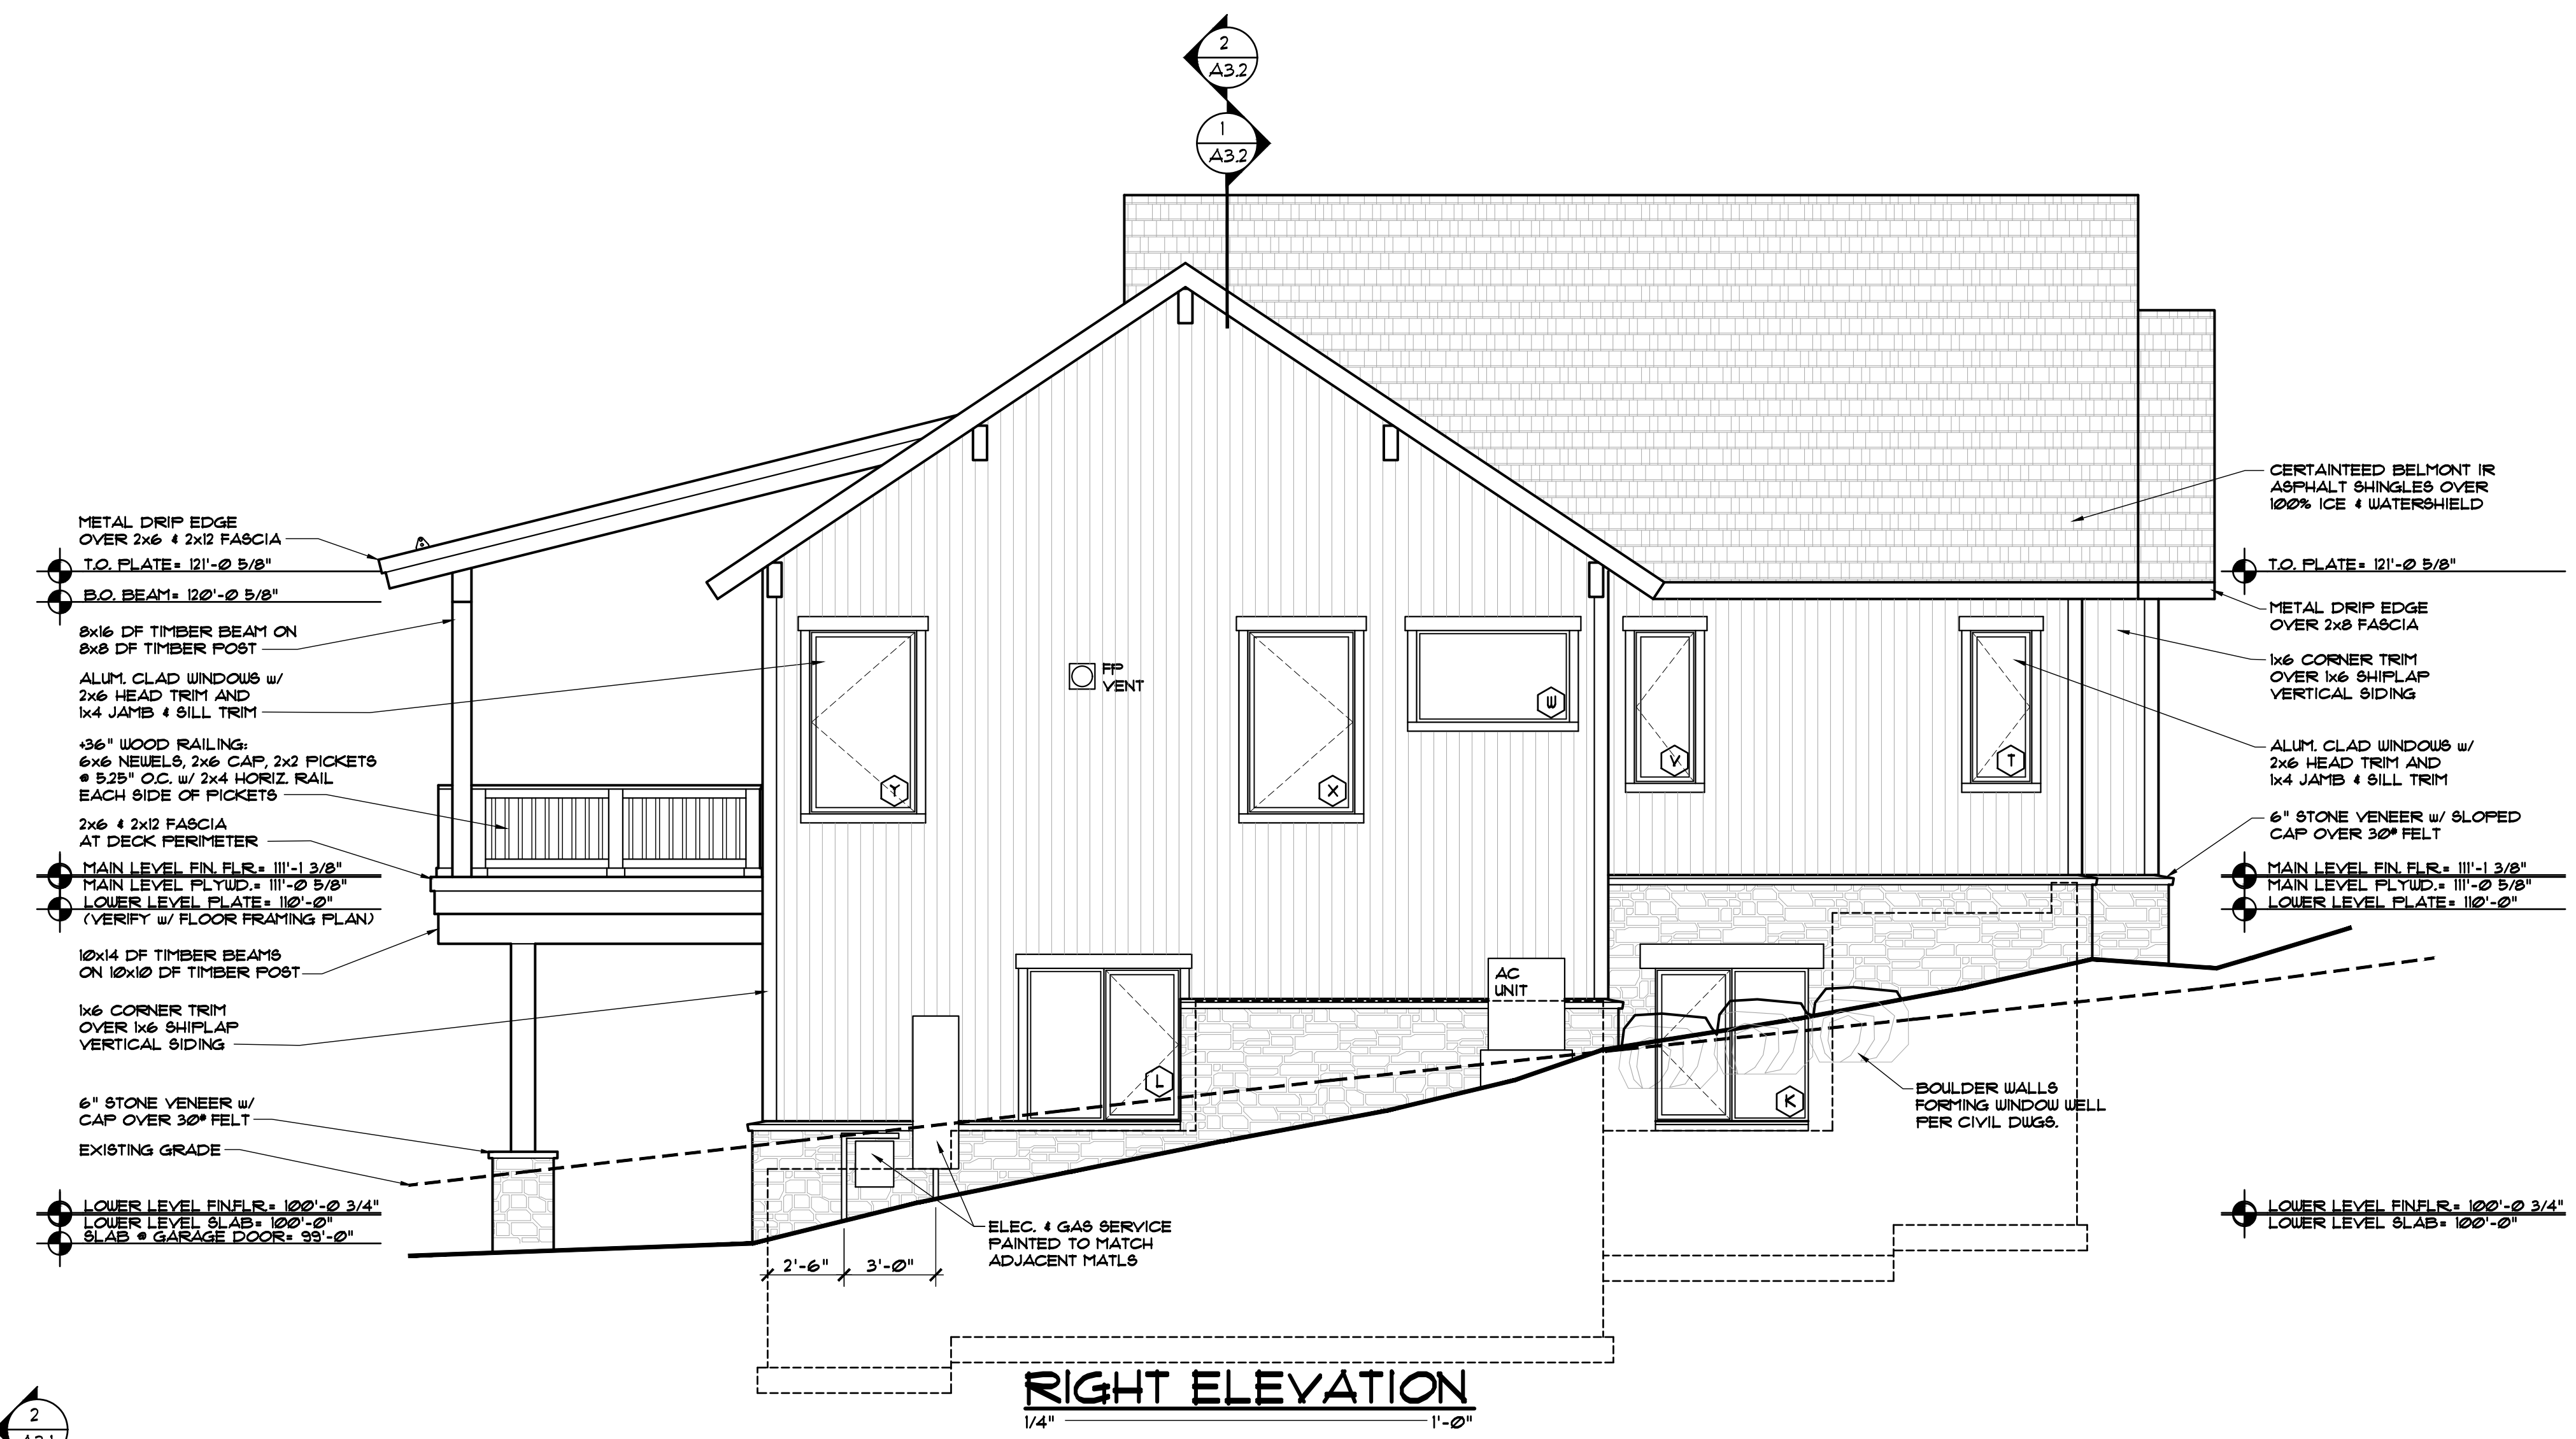 2
A3.2
1
A3.2
METAL DRIP EDGE
OVER 2x6 & 2x12 FASCIA
T.O. PLATE= 121'-0 5/8"
B.O. BEAM= 120'-0 5/8"
8x16 DF TIMBER BEAM ON
8x8 DF TIMBER POST
ALUM. CLAD WINDOWS w/
2x6 HEAD TRIM AND
1x4 JAMB & SILL TRIM
+36" WOOD RAILING:
6x6 NEWELS, 2x6 CAP, 2x2 PICKETS
@ 5.25" O.C. w/ 2x4 HORIZ. RAIL
EACH SIDE OF PICKETS
2x6 & 2x12 FASCIA
AT DECK PERIMETER
MAIN LEVEL FIN. FLR.= 111'-1 3/8"
MAIN LEVEL PLYWD.= 111'-0 5/8"
LOWER LEVEL PLATE= 110'-0"
(VERIFY w/ FLOOR FRAMING PLAN)
10x14 DF TIMBER BEAMS
ON 10x10 DF TIMBER POST
1x6 CORNER TRIM
OVER 1x6 SHIPLAP
VERTICAL SIDING
6" STONE VENEER w/
CAP OVER 30# FELT
EXISTING GRADE
LOWER LEVEL FIN.FLR.= 100'-0 3/4"
LOWER LEVEL SLAB= 100'-0"
SLAB @ GARAGE DOOR= 99'-0"
FP
VENT
Y
X
W
V
T
L
K
AC
UNIT
2'-6"
3'-0"
ELEC. & GAS SERVICE
PAINTED TO MATCH
ADJACENT MATLS
BOULDER WALLS
FORMING WINDOW WELL
PER CIVIL DWGS.
CERTAINTEED BELMONT IR
ASPHALT SHINGLES OVER
100% ICE & WATERSHIELD
T.O. PLATE= 121'-0 5/8"
METAL DRIP EDGE
OVER 2x8 FASCIA
1x6 CORNER TRIM
OVER 1x6 SHIPLAP
VERTICAL SIDING
ALUM. CLAD WINDOWS w/
2x6 HEAD TRIM AND
1x4 JAMB & SILL TRIM
6" STONE VENEER w/ SLOPED
CAP OVER 30# FELT
MAIN LEVEL FIN. FLR.= 111'-1 3/8"
MAIN LEVEL PLYWD.= 111'-0 5/8"
LOWER LEVEL PLATE= 110'-0"
LOWER LEVEL FIN.FLR.= 100'-0 3/4"
LOWER LEVEL SLAB= 100'-0"
RIGHT ELEVATION
1/4" 1'-0"
2